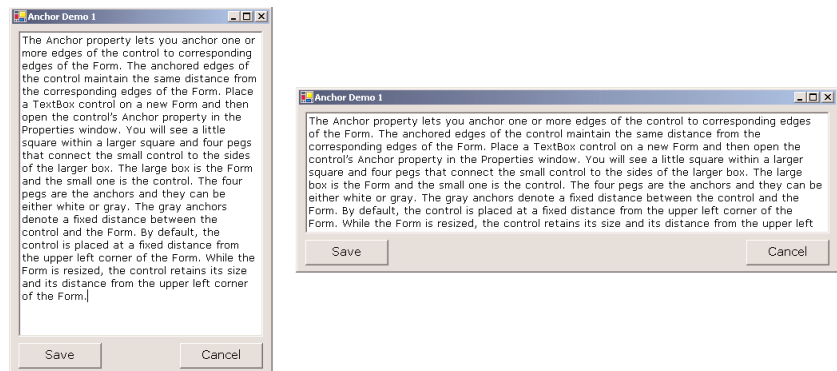 Anchor Demo 1
The Anchor property lets you anchor one or
more edges of the control to corresponding
edges of the Form. The anchored edges of
the control maintain the same distance from
the corresponding edges of the Form. Place
a TextBox control on a new Form and then
open the control's Anchor property in the
Properties window. You will see a little
square within a larger square and four pegs
that connect the small control to the sides
of the larger box. The large box is the Form
and the small one is the control. The four
pegs are the anchors and they can be
either white or gray. The gray anchors
denote a fixed distance between the
control and the Form. By default, the
control is placed at a fixed distance from
the upper left corner of the Form. While the
Form is resized, the control retains its size
and its distance from the upper left corner
of the Form.
Save
Cancel
Anchor Demo 1
The Anchor property lets you anchor one or more edges of the control to corresponding edges
of the Form. The anchored edges of the control maintain the same distance from the
corresponding edges of the Form. Place a TextBox control on a new Form and then open the
control's Anchor property in the Properties window. You will see a little square within a larger
square and four pegs that connect the small control to the sides of the larger box. The large
box is the Form and the small one is the control. The four pegs are the anchors and they can be
either white or gray. The gray anchors denote a fixed distance between the control and the
Form. By default, the control is placed at a fixed distance from the upper left corner of the
Form. While the Form is resized, the control retains its size and its distance from the upper left
Save
Cancel